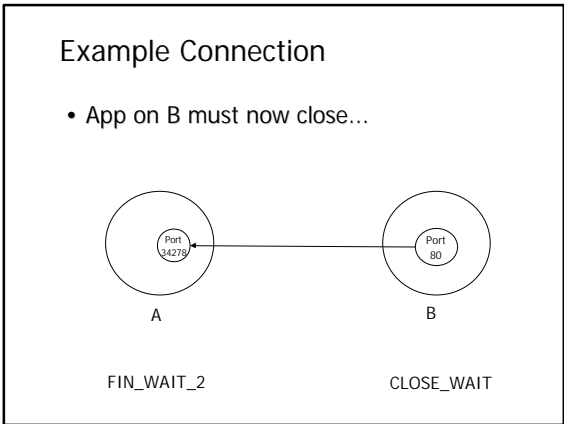 Example Connection
• App on B must now close...
Port
34278
Port
80
A
B
FIN_WAIT_2
CLOSE_WAIT